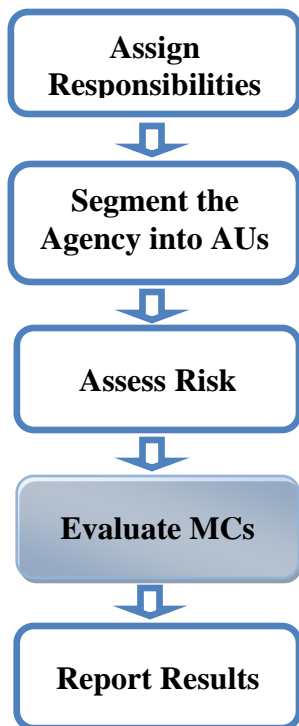 Assign
Responsibilities
Segment the
Agency into AUs
Assess Risk
Evaluate MCs
Report Results